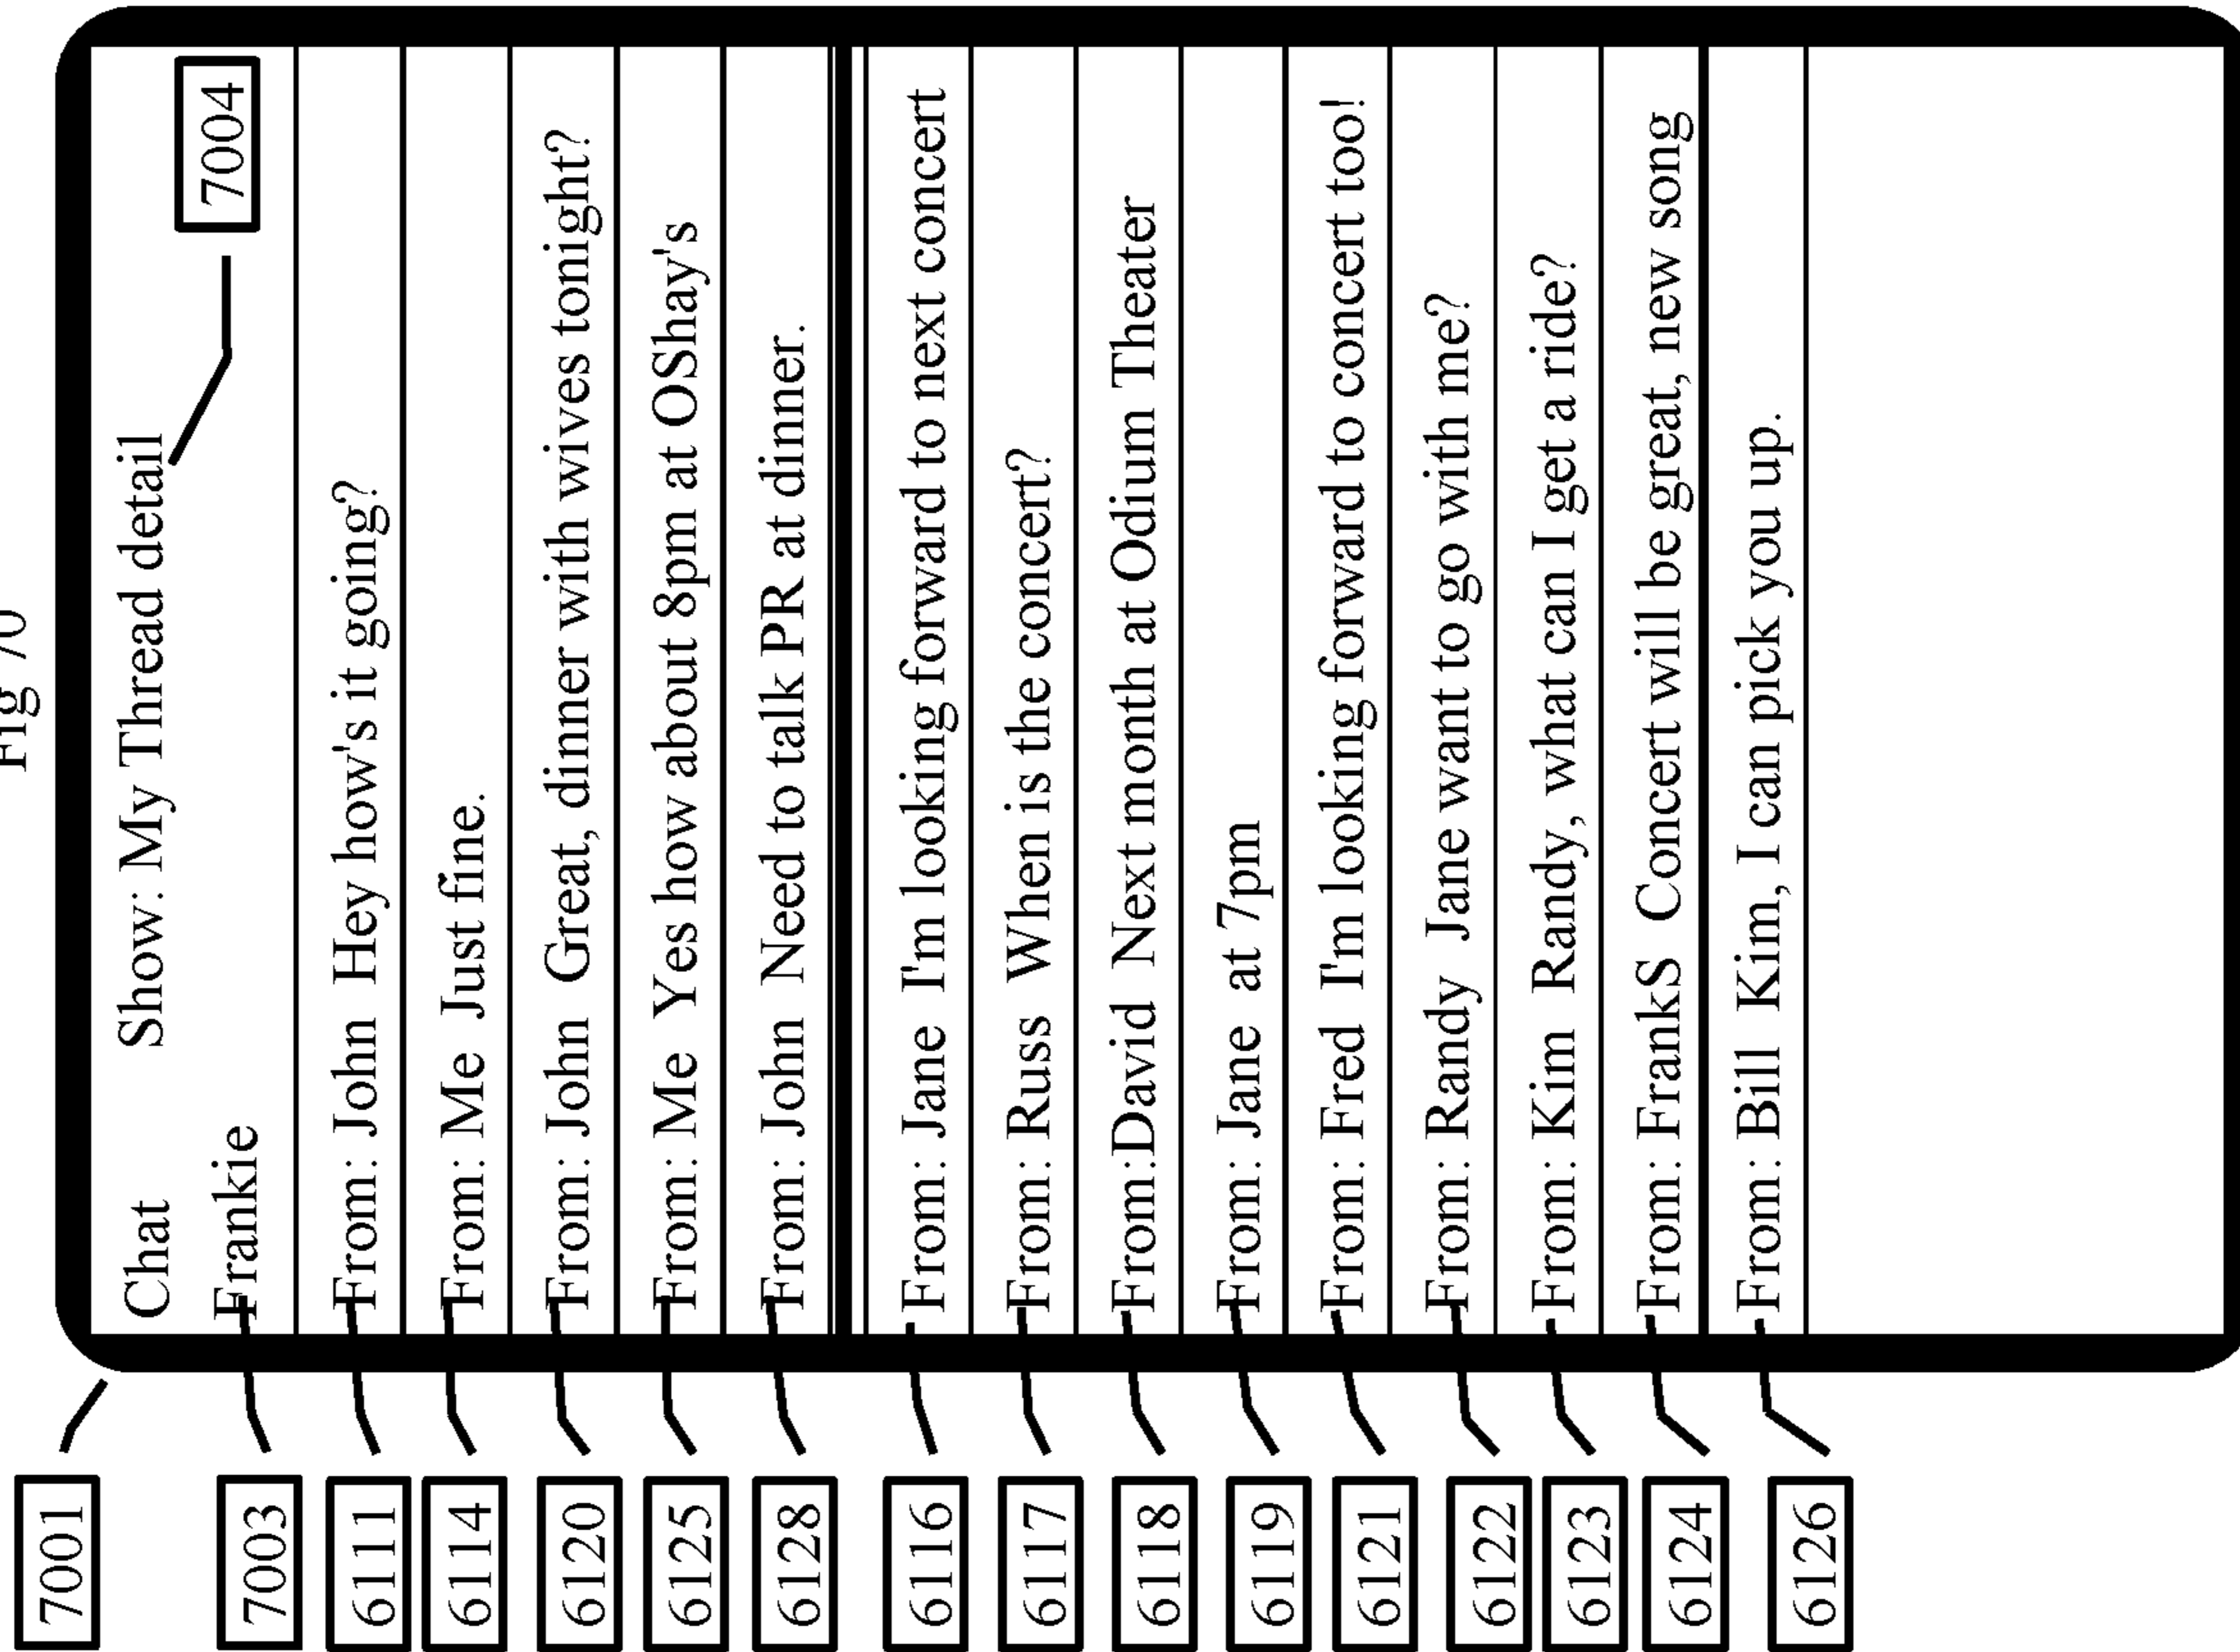 Fig 70
7001
Chat Show: My Thread detail
7004
7003 Frankie
6111 From: John Hey how's it going?
6114 From: Me Just fine.
6120 From: John Great, dinner with wives tonight?
6125 From: Me Yes how about 8pm at OShay's
6128 From: John Need to talk PR at dinner.
6116 From: Jane I'm looking forward to next concert
6117 From: Russ When is the concert?
6118 From:David Next month at Odium Theater
6119 From: Jane at 7pm
6121 From: Fred I'm looking forward to concert too!
6122 From: Randy Jane want to go with me?
6123 From: Kim Randy, what can I get a ride?
6124 From: FrankS Concert will be great, new song
6126 From: Bill Kim, I can pick you up.